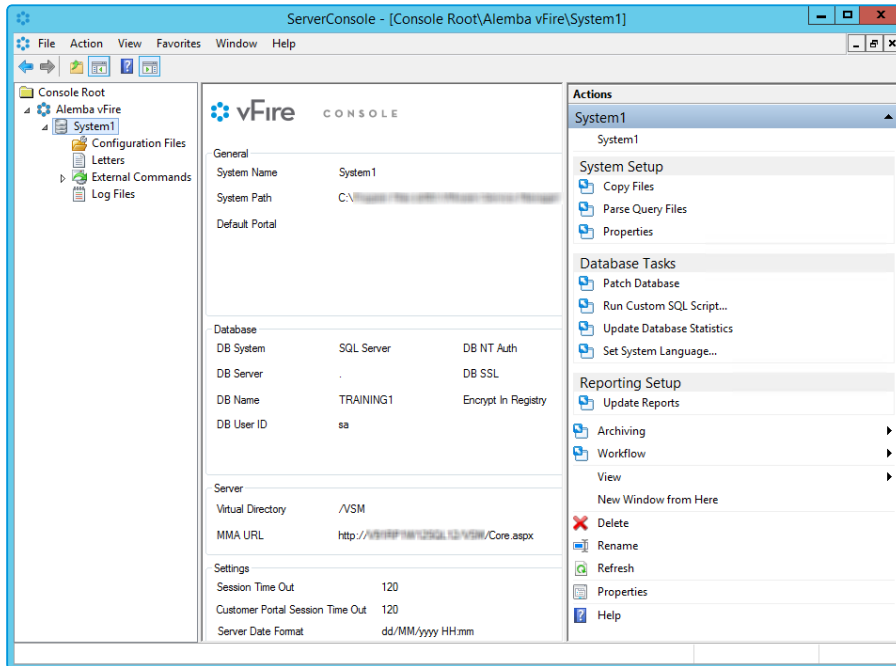 ServerConsole - [Console Root\Alemba vFire\System1]
File Action View Favorites Window Help
Console Root
Alemba vFire
System1
Configuration Files
Letters
External Commands
Log Files
vFire CONSOLE
General
System Name System1
System Path C:\
Default Portal
Database
DB System SQL Server DB NT Auth
DB Server . DB SSL
DB Name TRAINING1 Encrypt In Registry
DB User ID sa
Server
Virtual Directory /VSM
MMA URL http:// /Core.aspx
Settings
Session Time Out 120
Customer Portal Session Time Out 120
Server Date Format dd/MM/yyyy HH:mm
Actions
System1
System1
System Setup
Copy Files
Parse Query Files
Properties
Database Tasks
Patch Database
Run Custom SQL Script...
Update Database Statistics
Set System Language...
Reporting Setup
Update Reports
Archiving
Workflow
View
New Window from Here
Delete
Rename
Refresh
Properties
Help